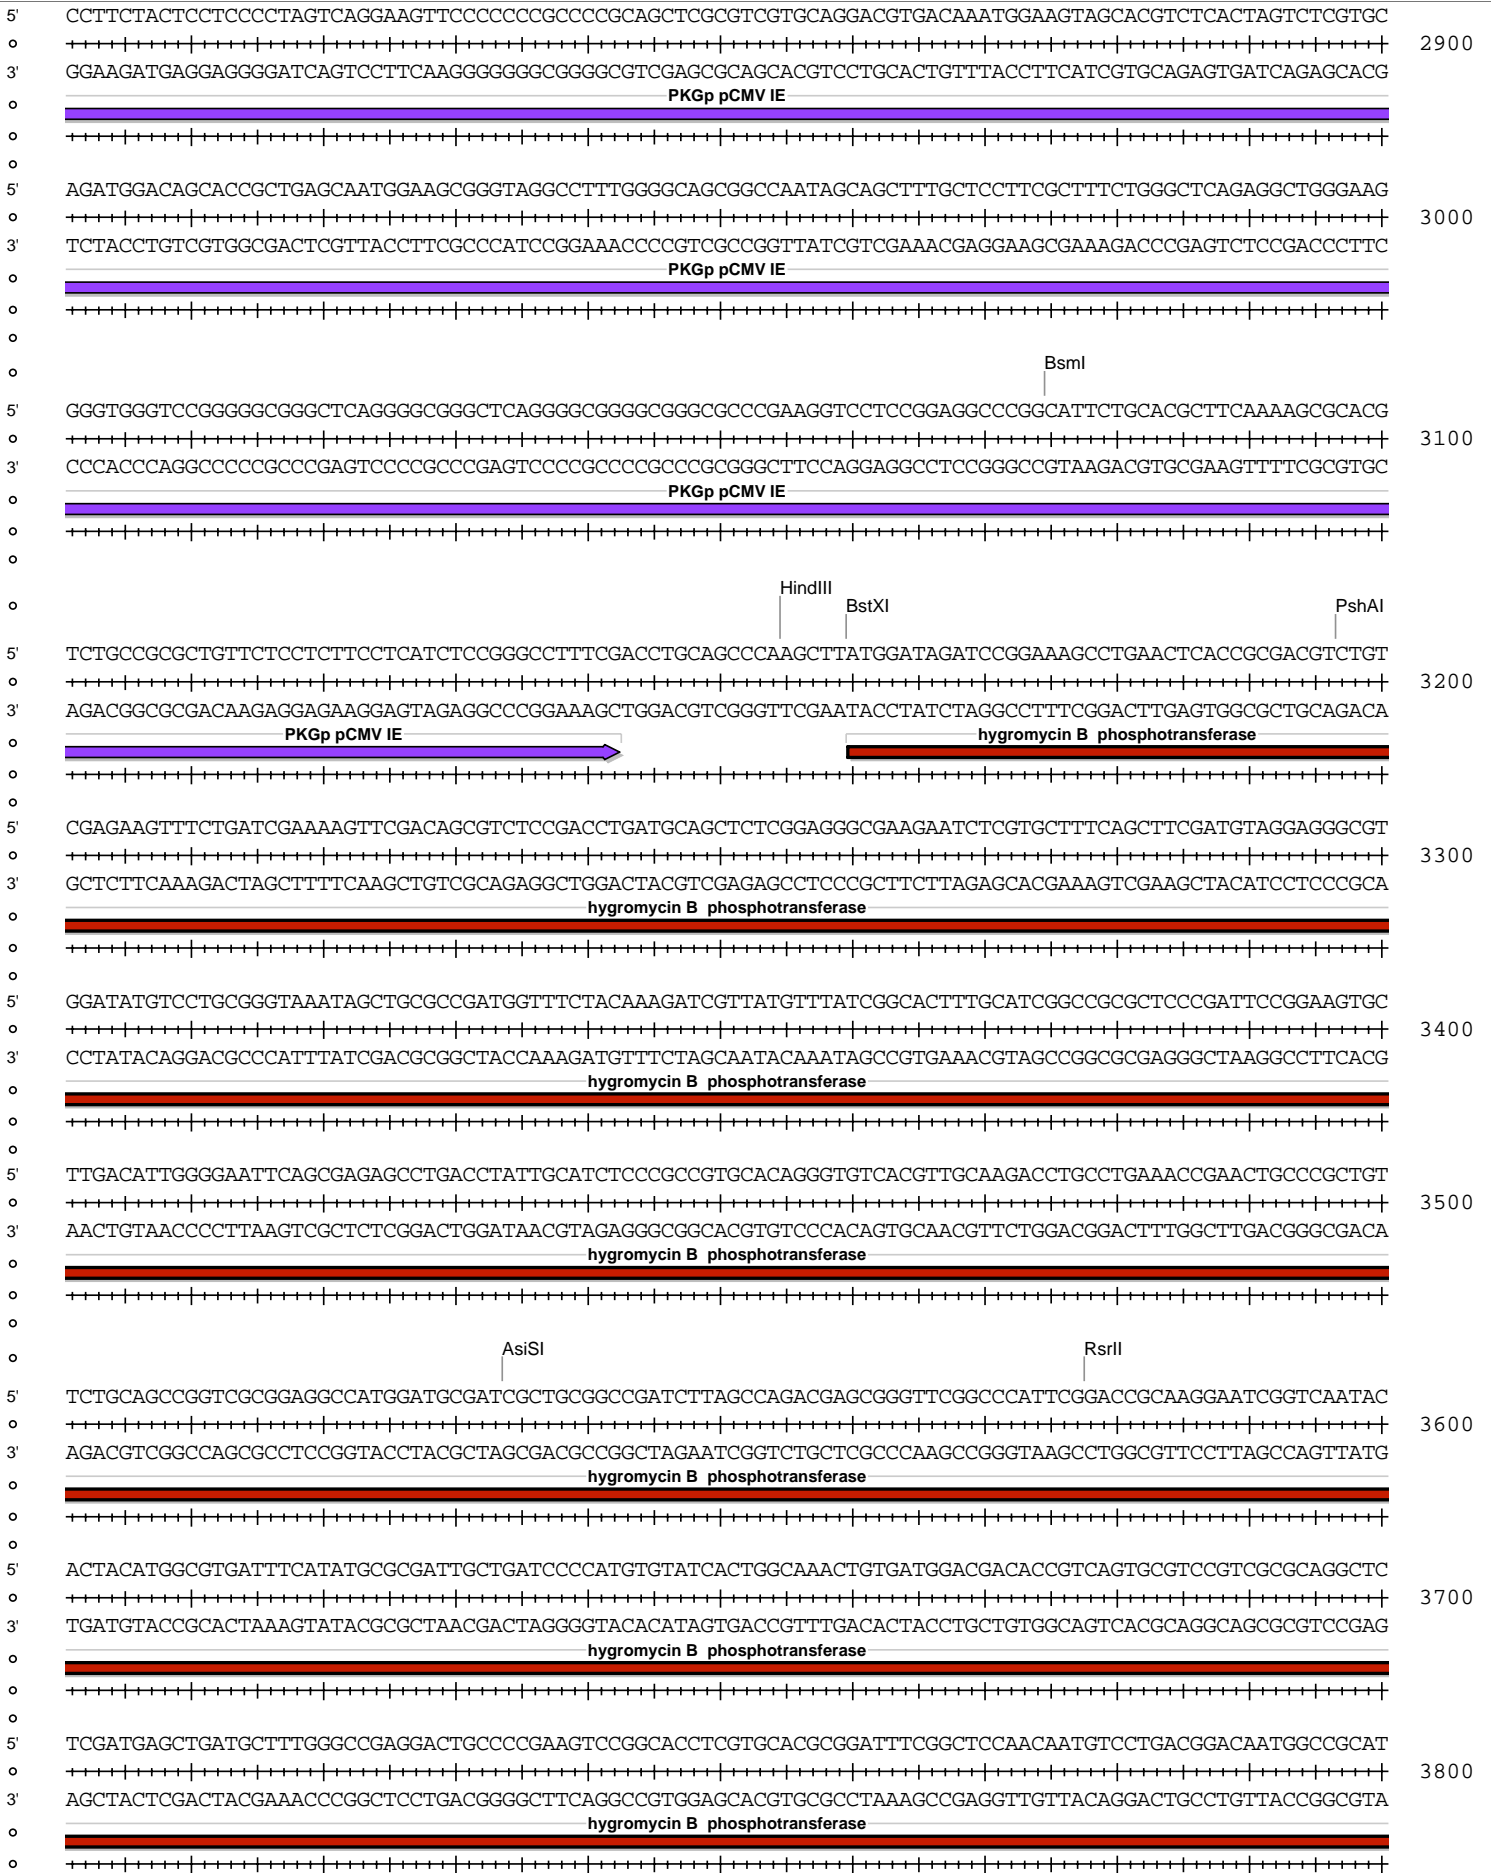 5' CCTTCTACTCCTCCCCTAGTCAGGAAGTTCCCCCCCGCCCCGCAGCTCGCGTCGTGCAGGACGTGACAAATGGAAGTAGCACGTCTCACTAGTCTCGTGC
2900
3' GGAAGATGAGGAGGGGATCAGTCCTTCAAGGGGGGGCGGGGCGTCGAGCGCAGCACGTCCTGCACTGTTTACCTTCATCGTGCAGAGTGATCAGAGCACG
PKGp pCMV IE
5' AGATGGACAGCACCGCTGAGCAATGGAAGCGGGTAGGCCTTTGGGGCAGCGGCCAATAGCAGCTTTGCTCCTTCGCTTTCTGGGCTCAGAGGCTGGGAAG
3000
3' TCTACCTGTCGTGGCGACTCGTTACCTTCGCCCATCCGGAAACCCCGTCGCCGGTTATCGTCGAAACGAGGAAGCGAAAGACCCGAGTCTCCGACCCTTC
PKGp pCMV IE
BsmI
5' GGGTGGGTCCGGGGGCGGGCTCAGGGGCGGGCTCAGGGGCGGGGCGGGCGCCCGAAGGTCCTCCGGAGGCCCGGCATTCTGCACGCTTCAAAAGCGCACG
3100
3' CCCACCCAGGCCCCCGCCCGAGTCCCCGCCCGAGTCCCCGCCCCGCCCGCGGGCTTCCAGGAGGCCTCCGGGCCGTAAGACGTGCGAAGTTTTCGCGTGC
PKGp pCMV IE
HindIII
BstXI
PshAI
5' TCTGCCGCGCTGTTCTCCTCTTCCTCATCTCCGGGCCTTTCGACCTGCAGCCCAAGCTTATGGATAGATCCGGAAAGCCTGAACTCACCGCGACGTCTGT
3200
3' AGACGGCGCGACAAGAGGAGAAGGAGTAGAGGCCCGGAAAGCTGGACGTCGGGTTCGAATACCTATCTAGGCCTTTCGGACTTGAGTGGCGCTGCAGACA
PKGp pCMV IE
hygromycin B phosphotransferase
5' CGAGAAGTTTCTGATCGAAAAGTTCGACAGCGTCTCCGACCTGATGCAGCTCTCGGAGGGCGAAGAATCTCGTGCTTTCAGCTTCGATGTAGGAGGGCGT
3300
3' GCTCTTCAAAGACTAGCTTTTCAAGCTGTCGCAGAGGCTGGACTACGTCGAGAGCCTCCCGCTTCTTAGAGCACGAAAGTCGAAGCTACATCCTCCCGCA
hygromycin B phosphotransferase
5' GGATATGTCCTGCGGGTAAATAGCTGCGCCGATGGTTTCTACAAAGATCGTTATGTTTATCGGCACTTTGCATCGGCCGCGCTCCCGATTCCGGAAGTGC
3400
3' CCTATACAGGACGCCCATTTATCGACGCGGCTACCAAAGATGTTTCTAGCAATACAAATAGCCGTGAAACGTAGCCGGCGCGAGGGCTAAGGCCTTCACG
hygromycin B phosphotransferase
5' TTGACATTGGGGAATTCAGCGAGAGCCTGACCTATTGCATCTCCCGCCGTGCACAGGGTGTCACGTTGCAAGACCTGCCTGAAACCGAACTGCCCGCTGT
3500
3' AACTGTAACCCCTTAAGTCGCTCTCGGACTGGATAACGTAGAGGGCGGCACGTGTCCCACAGTGCAACGTTCTGGACGGACTTTGGCTTGACGGGCGACA
hygromycin B phosphotransferase
AsiSI
RsrII
5' TCTGCAGCCGGTCGCGGAGGCCATGGATGCGATCGCTGCGGCCGATCTTAGCCAGACGAGCGGGTTCGGCCCATTCGGACCGCAAGGAATCGGTCAATAC
3600
3' AGACGTCGGCCAGCGCCTCCGGTACCTACGCTAGCGACGCCGGCTAGAATCGGTCTGCTCGCCCAAGCCGGGTAAGCCTGGCGTTCCTTAGCCAGTTATG
hygromycin B phosphotransferase
5' ACTACATGGCGTGATTTCATATGCGCGATTGCTGATCCCCATGTGTATCACTGGCAAACTGTGATGGACGACACCGTCAGTGCGTCCGTCGCGCAGGCTC
3700
3' TGATGTACCGCACTAAAGTATACGCGCTAACGACTAGGGGTACACATAGTGACCGTTTGACACTACCTGCTGTGGCAGTCACGCAGGCAGCGCGTCCGAG
hygromycin B phosphotransferase
5' TCGATGAGCTGATGCTTTGGGCCGAGGACTGCCCCGAAGTCCGGCACCTCGTGCACGCGGATTTCGGCTCCAACAATGTCCTGACGGACAATGGCCGCAT
3800
3' AGCTACTCGACTACGAAACCCGGCTCCTGACGGGGCTTCAGGCCGTGGAGCACGTGCGCCTAAAGCCGAGGTTGTTACAGGACTGCCTGTTACCGGCGTA
hygromycin B phosphotransferase